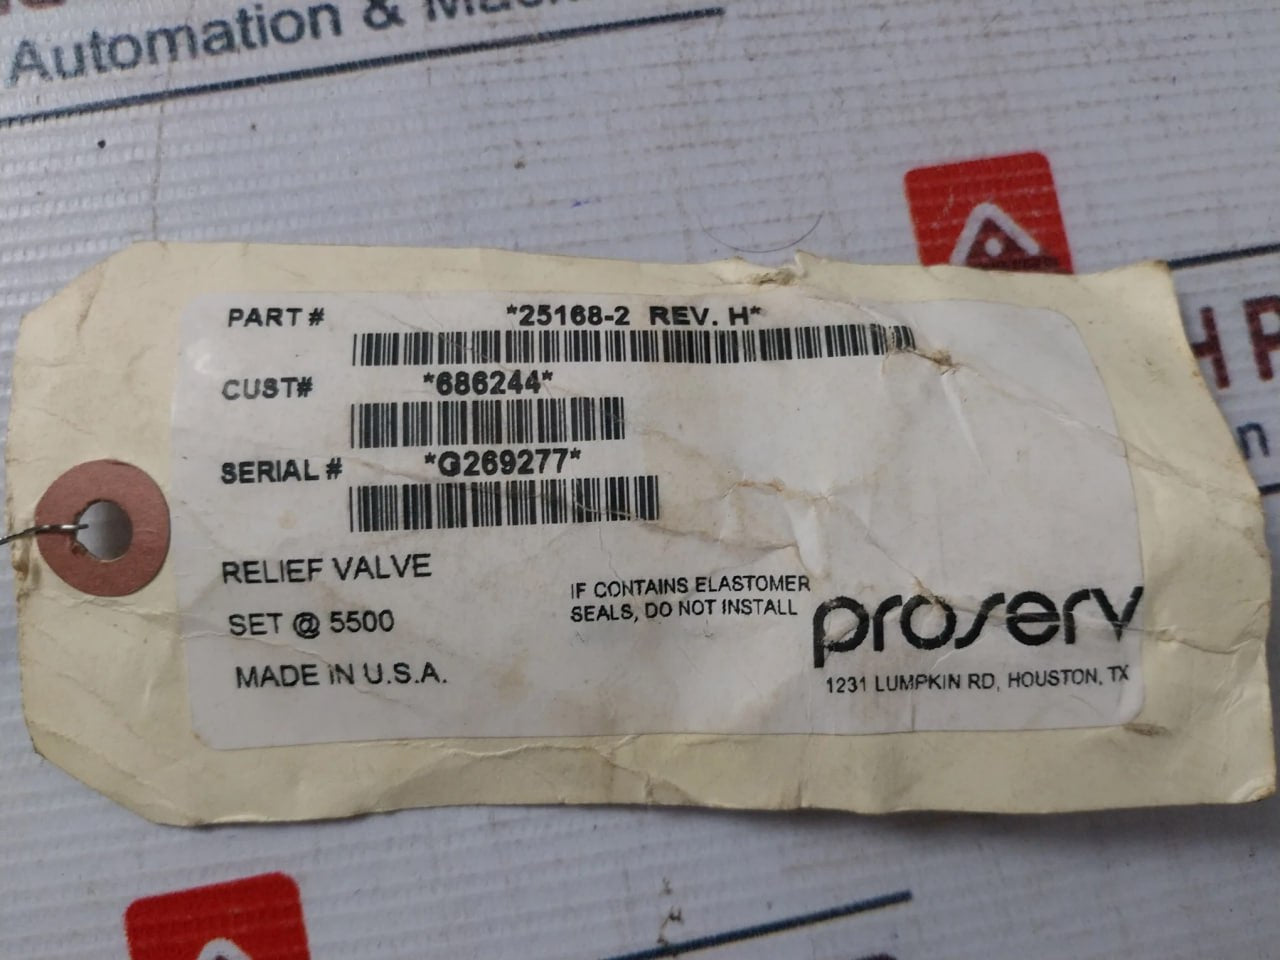 Automation &
PART # *25168-2 REV. H*
CUST# *686244*
SERIAL # *G269277*
RELIEF VALVE
SET @ 5500
MADE IN U.S.A.
IF CONTAINS ELASTOMER
SEALS, DO NOT INSTALL
proserv
1231 LUMPKIN RD, HOUSTON, TX